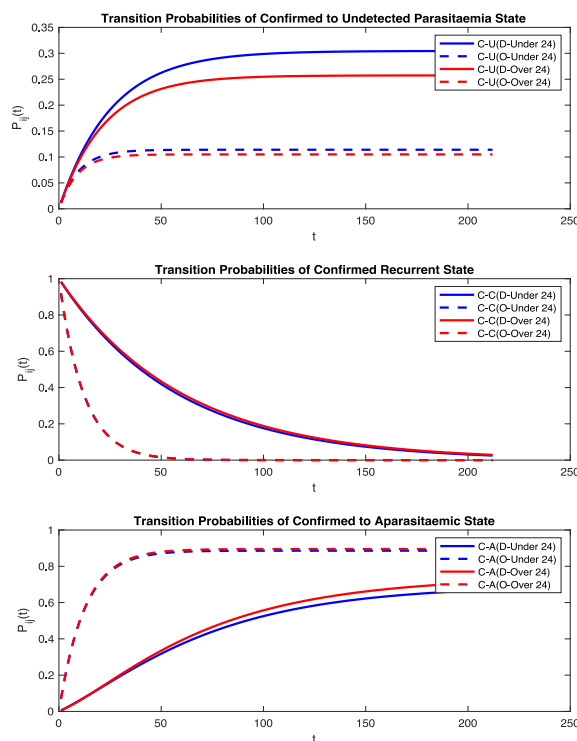 Transition Probabilities of Confirmed to Undetected Parasitaemia State
0.35
0.3
0.25
0.2
0.15
0.1
0.05
0
P_ij(t)
C-U(D-Under 24)
C-U(O-Under 24)
C-U(D-Over 24)
C-U(O-Over 24)
0 50 100 150 200 250
t
Transition Probabilities of Confirmed Recurrent State
1
0.8
0.6
0.4
0.2
0
P_ij(t)
C-C(D-Under 24)
C-C(O-Under 24)
C-C(D-Over 24)
C-C(O-Over 24)
0 50 100 150 200 250
t
Transition Probabilities of Confirmed to Aparasitaemic State
1
0.8
0.6
0.4
0.2
0
P_ij(t)
C-A(D-Under 24)
C-A(O-Under 24)
C-A(D-Over 24)
C-A(O-Over 24)
0 50 100 150 200 250
t